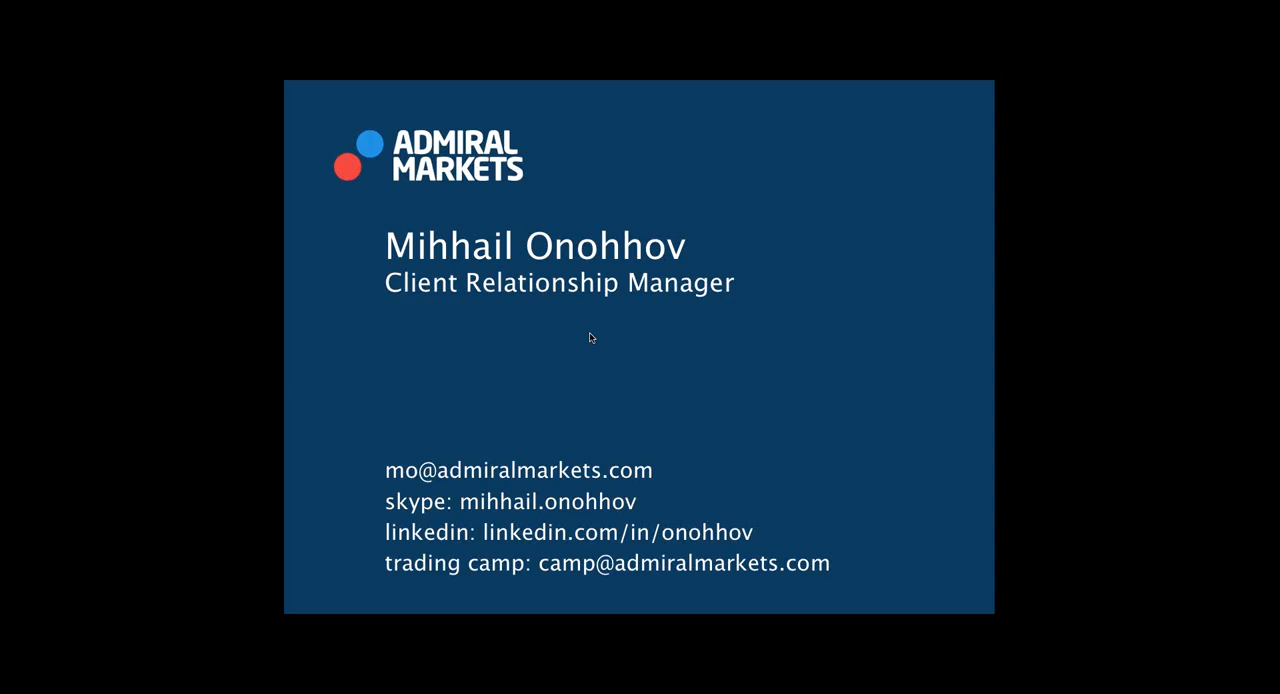 ADMIRAL
MARKETS
Mihhail Onohhov
Client Relationship Manager
mo@admiralmarkets.com
skype: mihhail.onohhov
linkedin: linkedin.com/in/onohhov
trading camp: camp@admiralmarkets.com